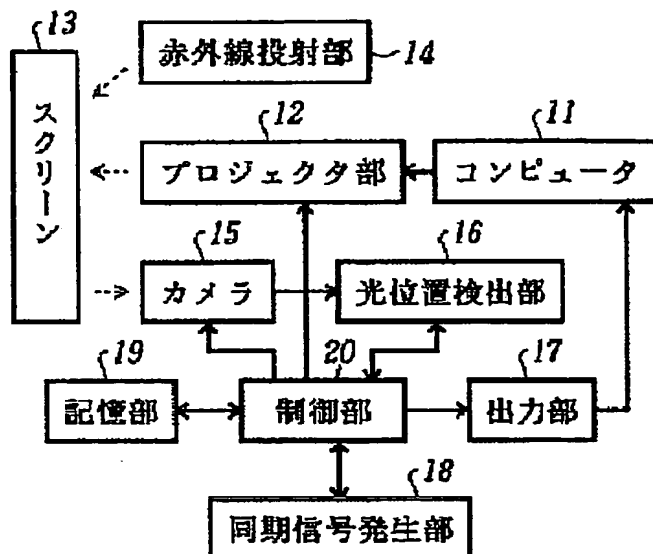 13
赤外線投射部
14
スクリーン
12
11
プロジェクタ部
コンピュータ
15
16
カメラ
光位置検出部
19
20
17
記憶部
制御部
出力部
18
同期信号発生部